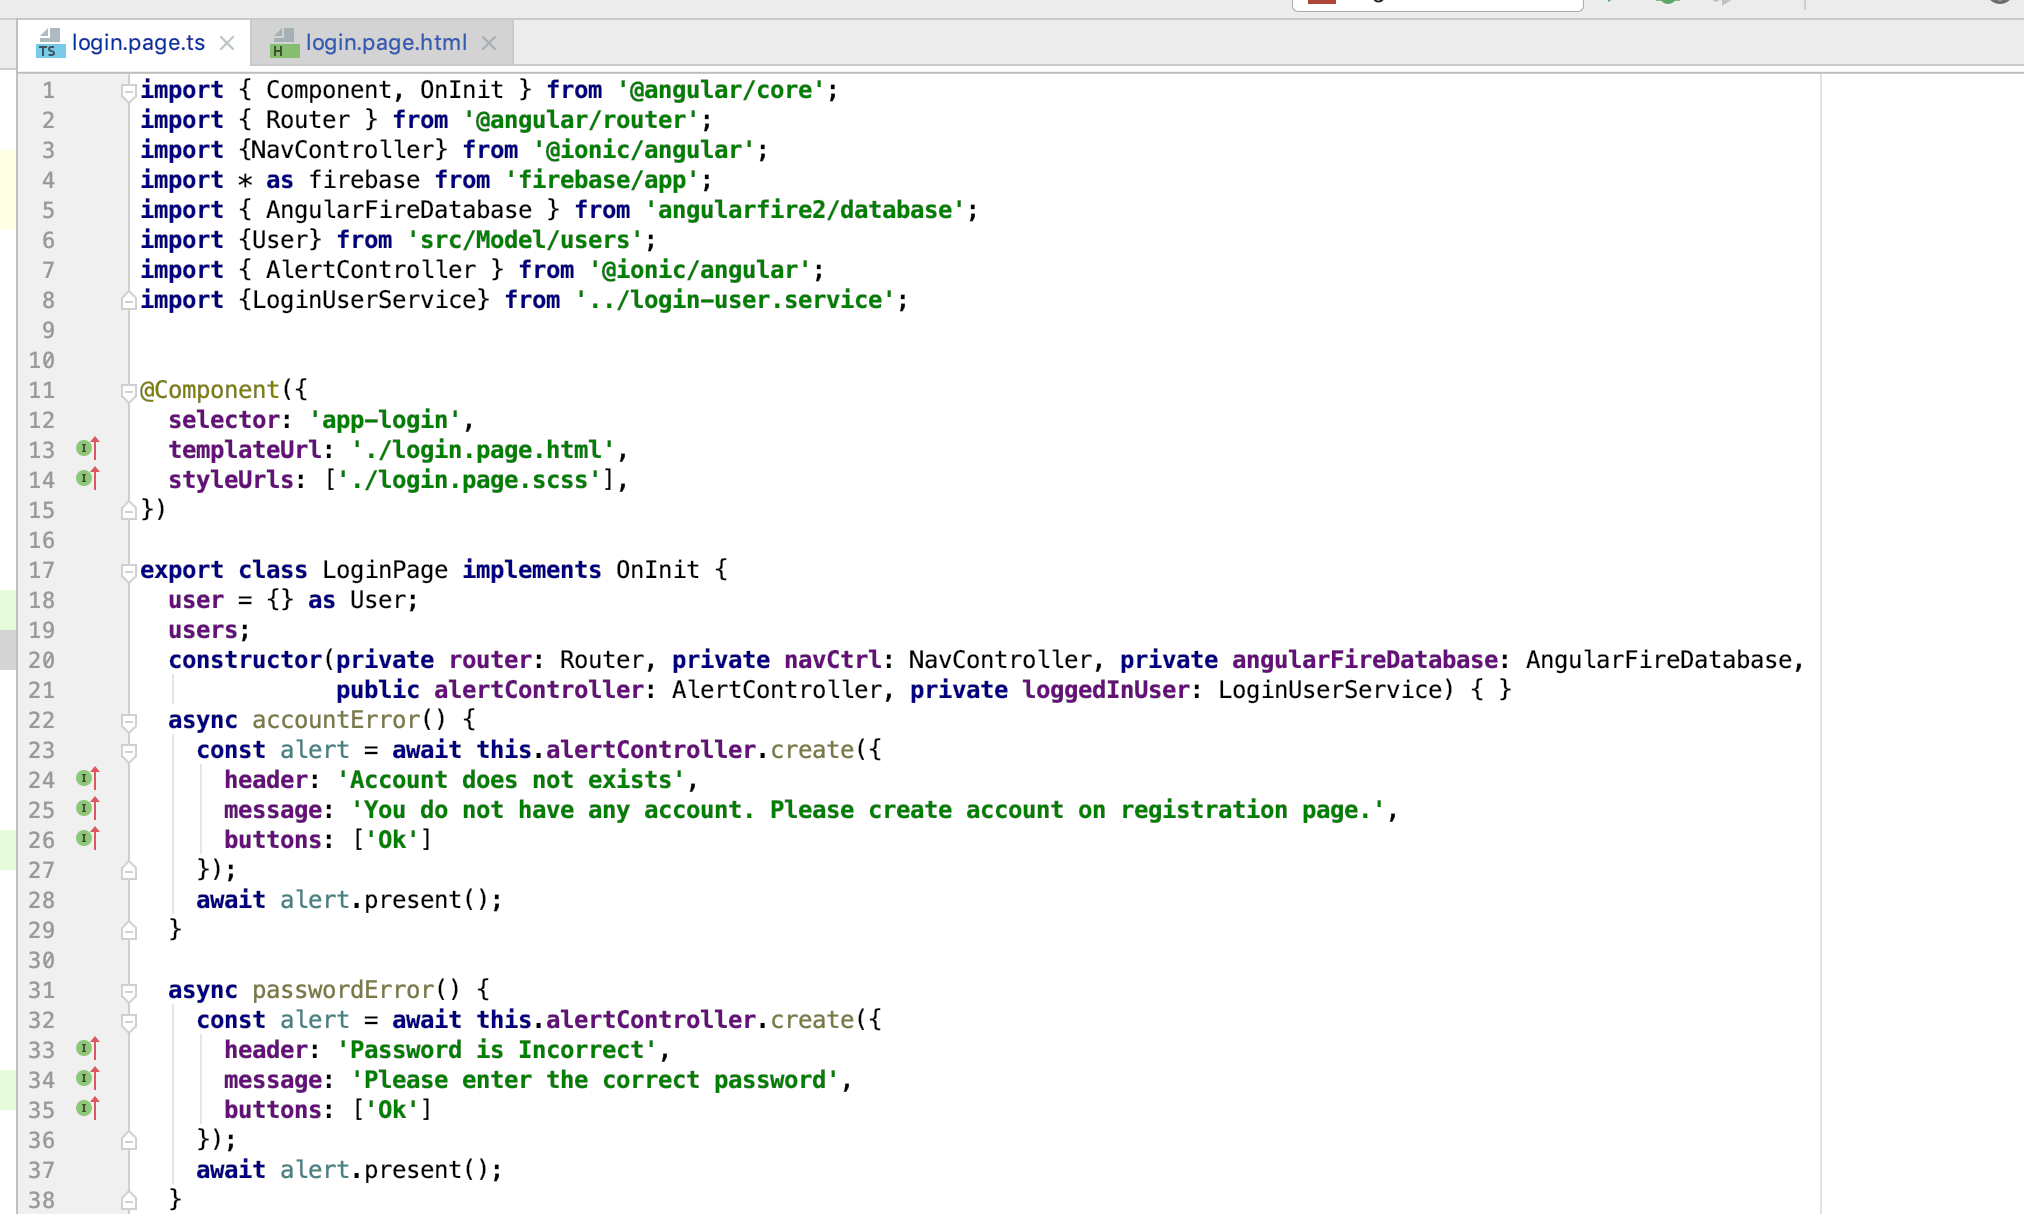 login.page.ts
login.page.html
1 import { Component, OnInit } from '@angular/core';
2 import { Router } from '@angular/router';
3 import {NavController} from '@ionic/angular';
4 import * as firebase from 'firebase/app';
5 import { AngularFireDatabase } from 'angularfire2/database';
6 import {User} from 'src/Model/users';
7 import { AlertController } from '@ionic/angular';
8 import {LoginUserService} from '../login-user.service';
9
10
11 @Component({
12   selector: 'app-login',
13   templateUrl: './login.page.html',
14   styleUrls: ['./login.page.scss'],
15 })
16
17 export class LoginPage implements OnInit {
18   user = {} as User;
19   users;
20   constructor(private router: Router, private navCtrl: NavController, private angularFireDatabase: AngularFireDatabase,
21               public alertController: AlertController, private loggedInUser: LoginUserService) { }
22   async accountError() {
23     const alert = await this.alertController.create({
24       header: 'Account does not exists',
25       message: 'You do not have any account. Please create account on registration page.',
26       buttons: ['Ok']
27     });
28     await alert.present();
29   }
30
31   async passwordError() {
32     const alert = await this.alertController.create({
33       header: 'Password is Incorrect',
34       message: 'Please enter the correct password',
35       buttons: ['Ok']
36     });
37     await alert.present();
38   }